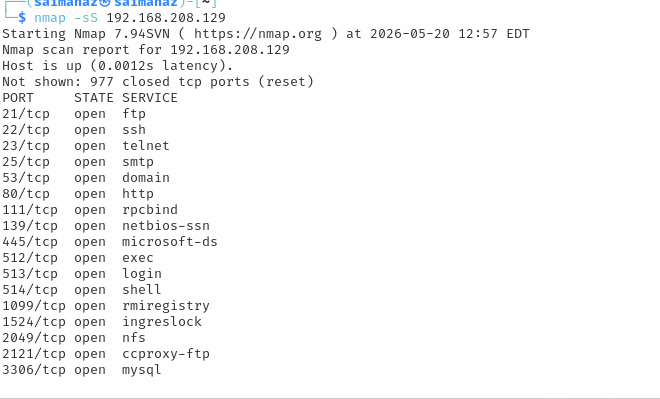 (saimahaz㉿saimahaz)-[~]
└─$ nmap -sS 192.168.208.129
Starting Nmap 7.94SVN ( https://nmap.org ) at 2026-05-20 12:57 EDT
Nmap scan report for 192.168.208.129
Host is up (0.0012s latency).
Not shown: 977 closed tcp ports (reset)
PORT     STATE SERVICE
21/tcp   open  ftp
22/tcp   open  ssh
23/tcp   open  telnet
25/tcp   open  smtp
53/tcp   open  domain
80/tcp   open  http
111/tcp  open  rpcbind
139/tcp  open  netbios-ssn
445/tcp  open  microsoft-ds
512/tcp  open  exec
513/tcp  open  login
514/tcp  open  shell
1099/tcp open  rmiregistry
1524/tcp open  ingreslock
2049/tcp open  nfs
2121/tcp open  ccproxy-ftp
3306/tcp open  mysql